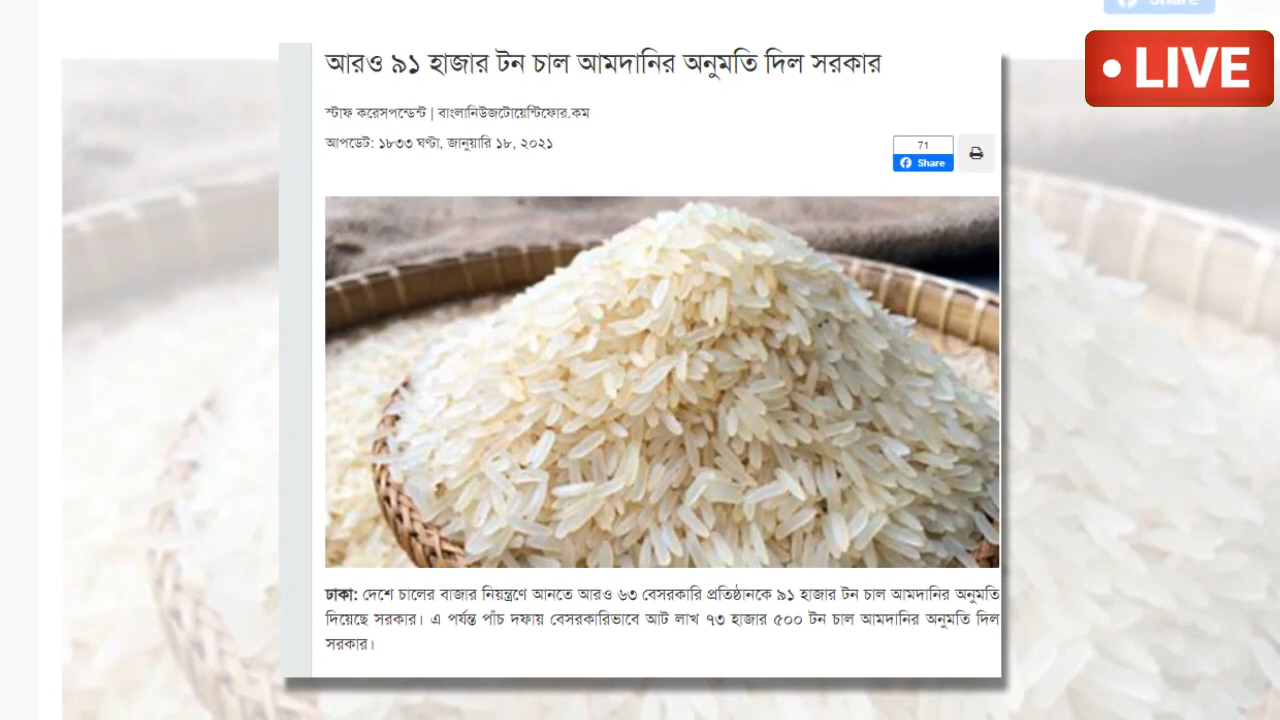 Share
LIVE
আরও ৯১ হাজার টন চাল আমদানির অনুমতি দিল সরকার
স্টাফ করেসপন্ডেন্ট | বাংলানিউজটোয়েন্টিফোর.কম
আপডেট: ১৮৩৩ ঘণ্টা, জানুয়ারি ১৮, ২০২১
71
Share
ঢাকা: দেশে চালের বাজার নিয়ন্ত্রণে আনতে আরও ৬৩ বেসরকারি প্রতিষ্ঠানকে ৯১ হাজার টন চাল আমদানির অনুমতি
দিয়েছে সরকার। এ পর্যন্ত পাঁচ দফায় বেসরকারিভাবে আট লাখ ৭৩ হাজার ৫০০ টন চাল আমদানির অনুমতি দিল
সরকার।